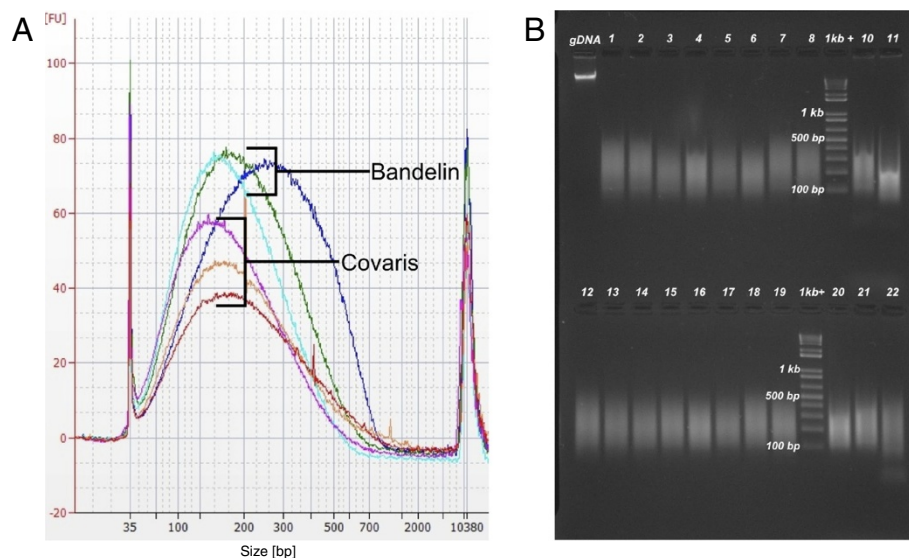 A
[FU]
100
80
60
40
20
0
-20
Bandelin
Covaris
35 100 200 300 500 700 2000 10380
Size [bp]
B
gDNA 1 2 3 4 5 6 7 8 1kb + 10 11
1 kb
500 bp
100 bp
12 13 14 15 16 17 18 19 1kb+ 20 21 22
1 kb
500 bp
100 bp